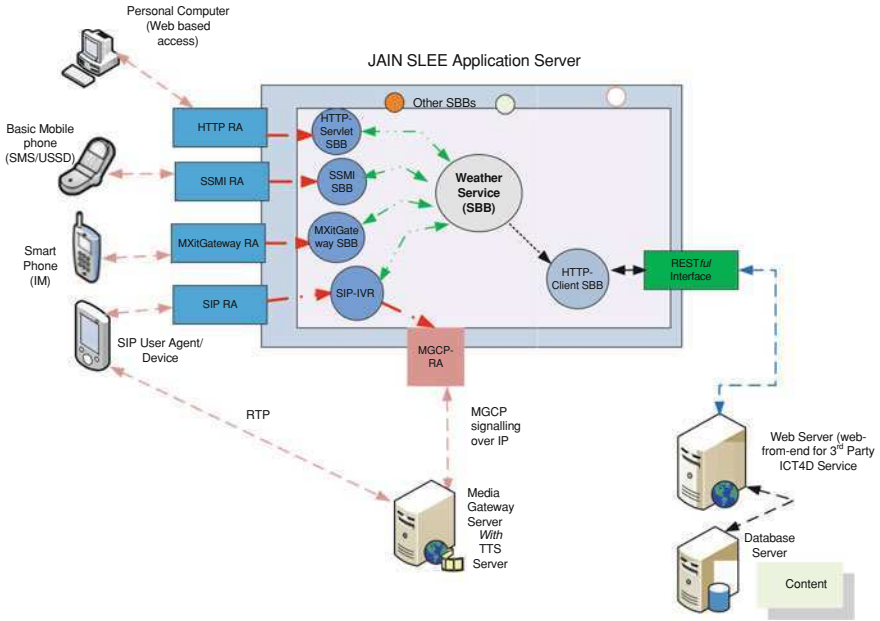 Personal Computer
(Web based
access)
JAIN SLEE Application Server
Other SBBs
Basic Mobile
phone
(SMS/USSD)
HTTP RA
HTTP-
Servlet
SBB
SSMI RA
SSMI
SBB
Weather
Service
(SBB)
Smart
Phone
(IM)
MXitGateway RA
MXitGate
way SBB
HTTP-
Client SBB
RESTful
Interface
SIP RA
SIP-IVR
SIP User Agent/
Device
MGCP-
RA
RTP
MGCP
signalling
over IP
Web Server (web-
from-end for 3rd Party
ICT4D Service
Media
Gateway
Server
With
TTS
Server
Database
Server
Content